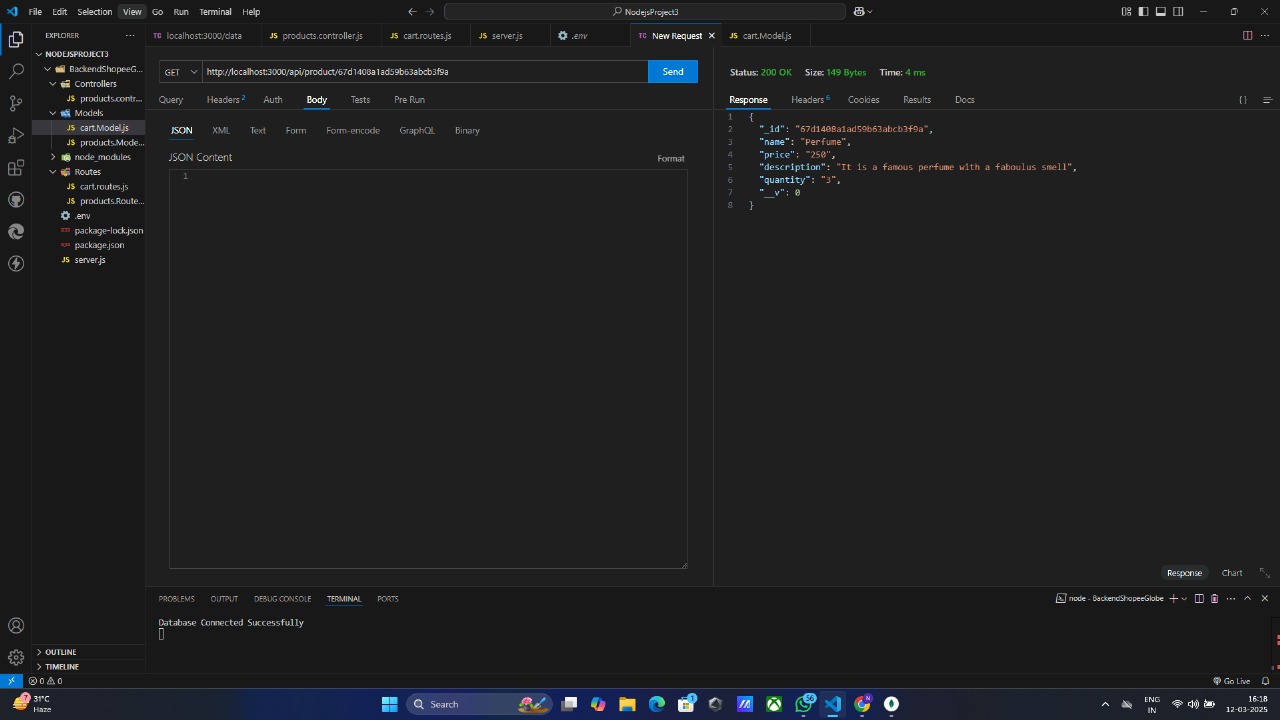 File Edit Selection View Go Run Terminal Help
NodejsProject3
EXPLORER
NODEJSPROJECT3
BackendShopeeG...
Controllers
JS products.contr...
Models
JS cart.Model.js
JS products.Mode...
node_modules
Routes
JS cart.routes.js
JS products.Route...
.env
package-lock.json
package.json
JS server.js
OUTLINE
TIMELINE
TC localhost:3000/data JS products.controller.js JS cart.routes.js JS server.js .env TC New Request JS cart.Model.js
GET http://localhost:3000/api/product/67d1408a1ad59b63abcb3f9a Send
Query Headers 2 Auth Body Tests Pre Run
JSON XML Text Form Form-encode GraphQL Binary
JSON Content Format
1
Status: 200 OK Size: 149 Bytes Time: 4 ms
Response Headers 6 Cookies Results Docs
{ }
1 {
2 "_id": "67d1408a1ad59b63abcb3f9a",
3 "name": "Perfume",
4 "price": "250",
5 "description": "It is a famous perfume with a faboulus smell",
6 "quantity": "3",
7 "__v": 0
8 }
Response Chart
PROBLEMS OUTPUT DEBUG CONSOLE TERMINAL PORTS
node - BackendShopeeGlobe
Database Connected Successfully
0 0
Go Live
7
31°C
Haze
Search
1
56
N
ENG
IN
16:18
12-03-2025